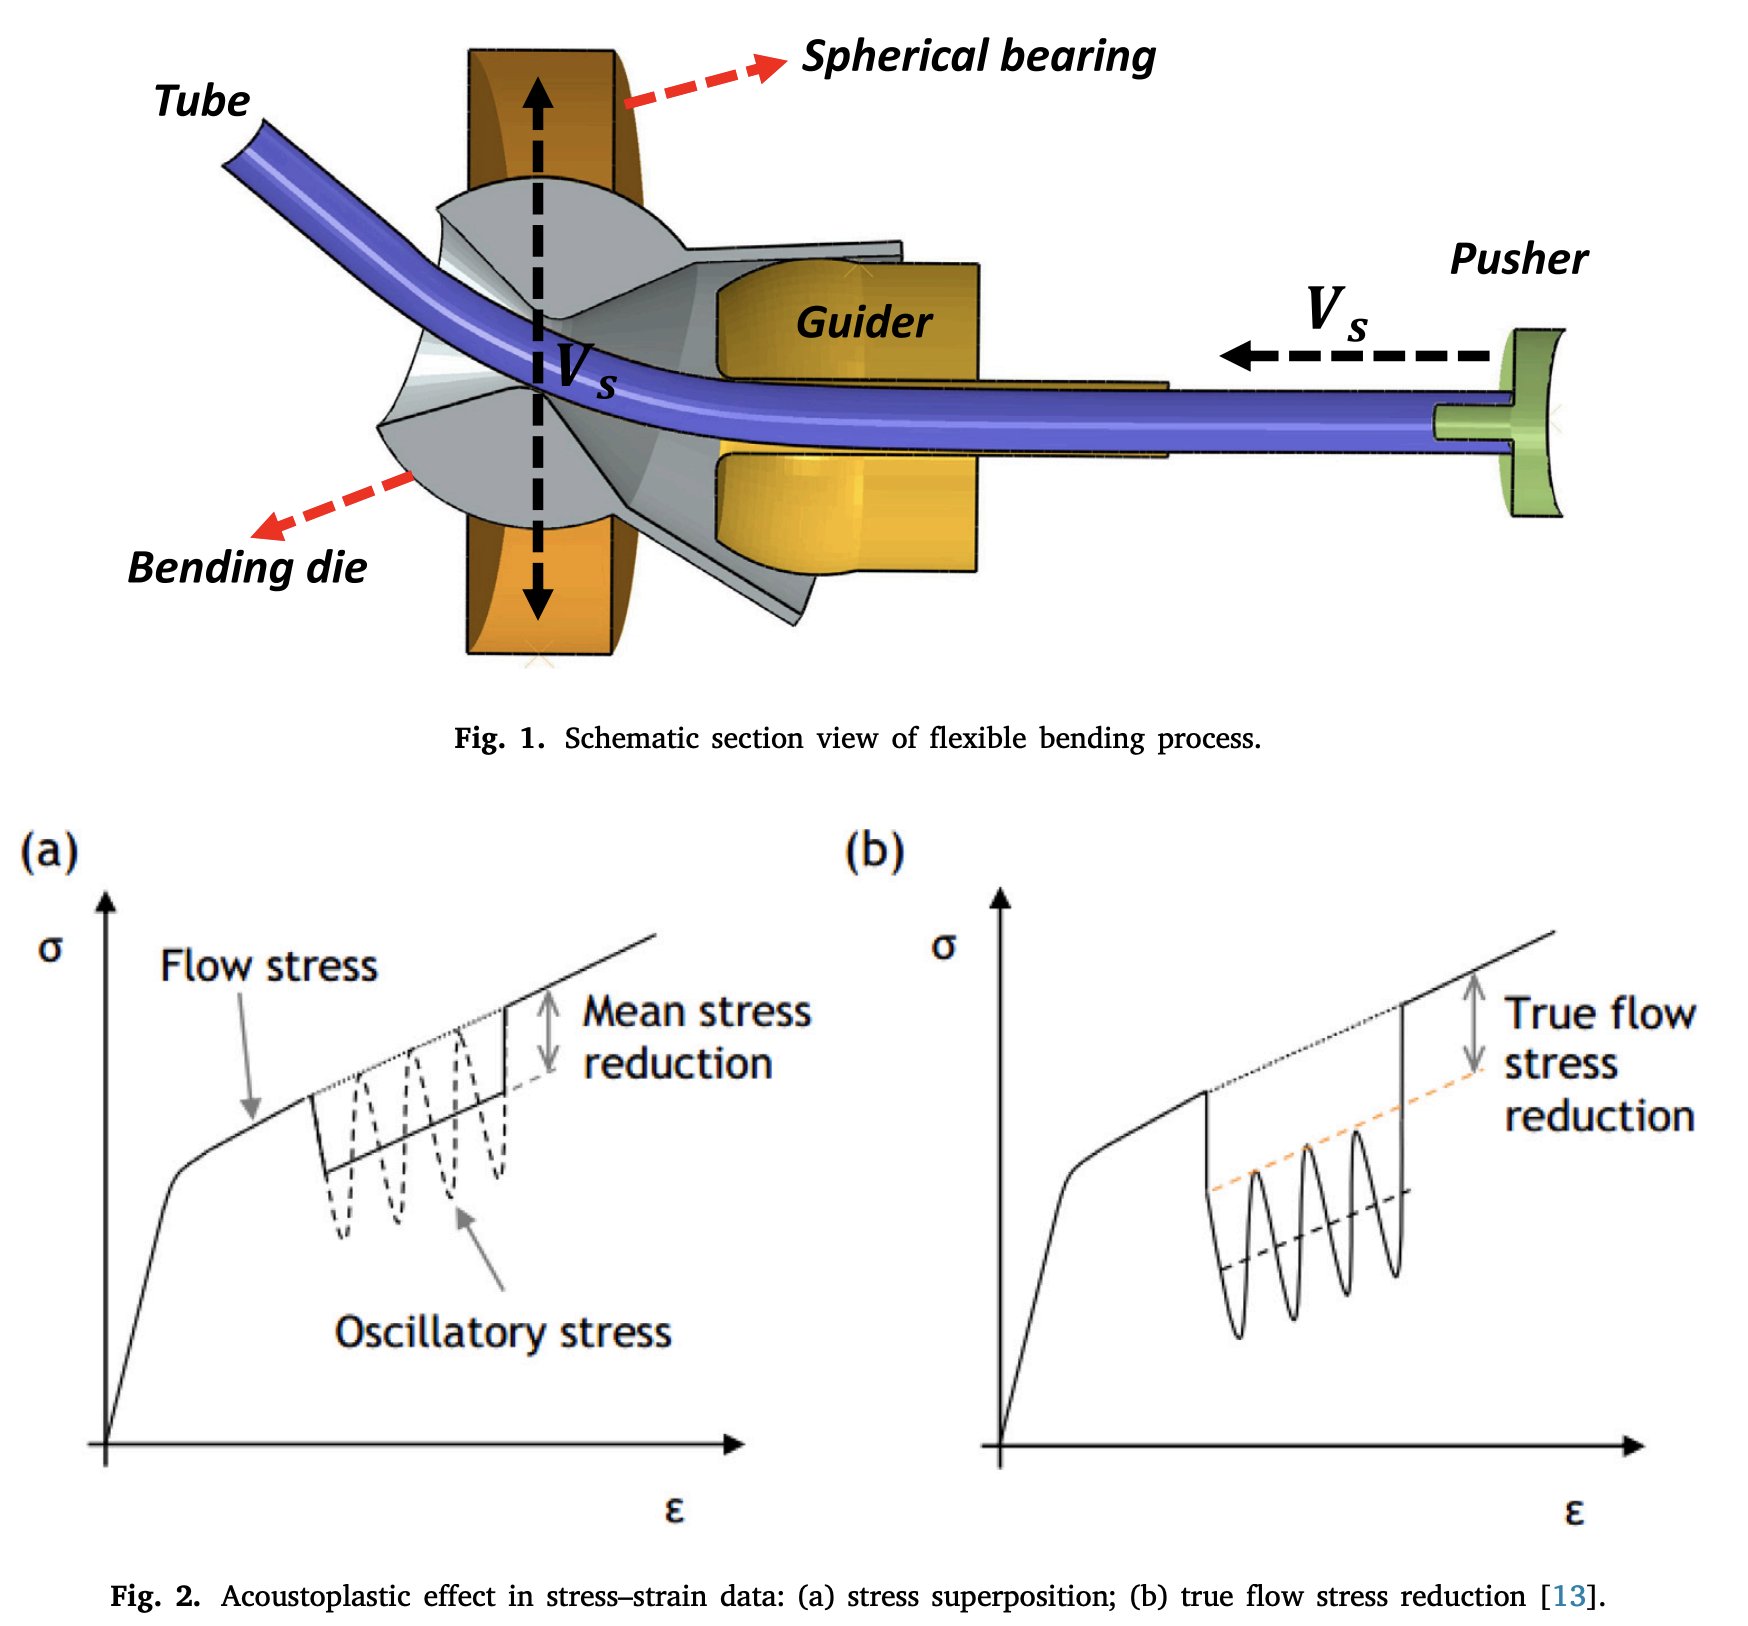 Spherical bearing
Tube
Pusher
V s
Guider
V s
Bending die
Fig. 1. Schematic section view of flexible bending process.
(a)
σ
Flow stress
Mean stress
reduction
Oscillatory stress
ε
(b)
σ
True flow
stress
reduction
ε
Fig. 2. Acoustoplastic effect in stress–strain data: (a) stress superposition; (b) true flow stress reduction [13].